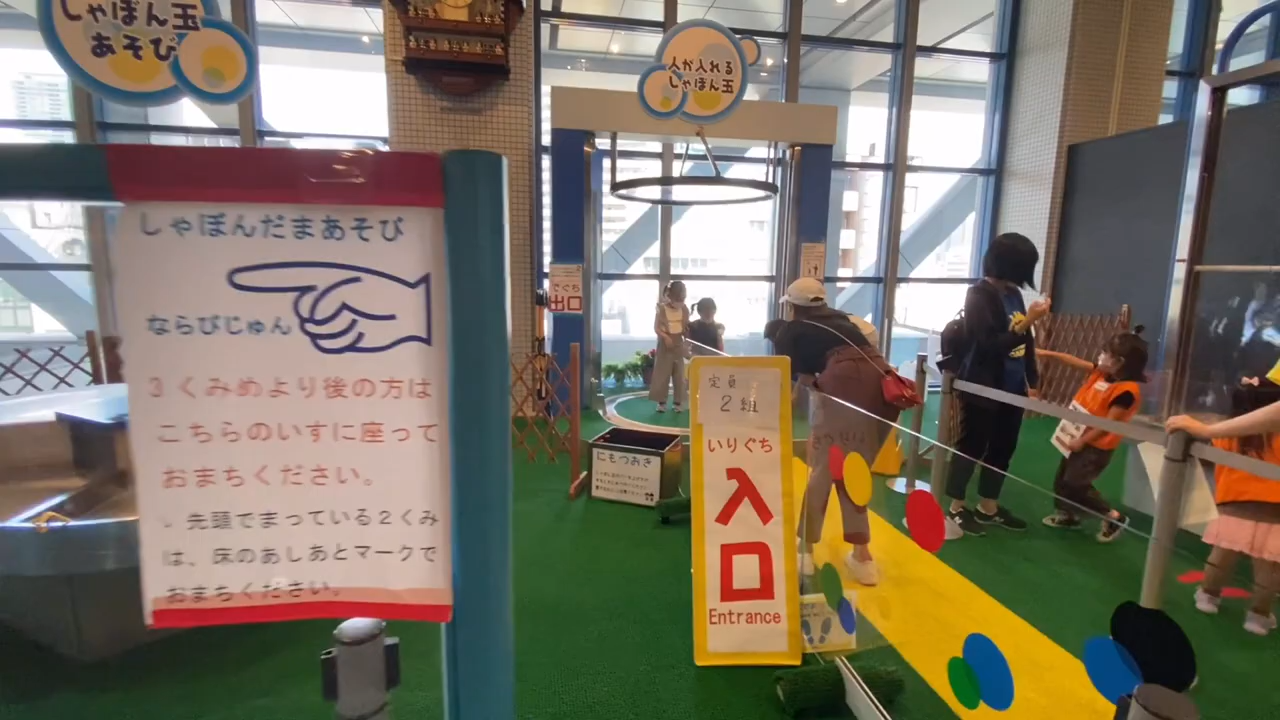 しゃぼん玉
あそび
人が入れる
しゃぼん玉
しゃぼんだまあそび
ならびじゅん
3くみめより後の方は
こちらのいすに座って
おまちください。
先頭でまっている2くみ
は、床のあしあとマークで
おまちください。
でぐち
出口
定員
2組
いりぐち
入口
Entrance
にもつおき